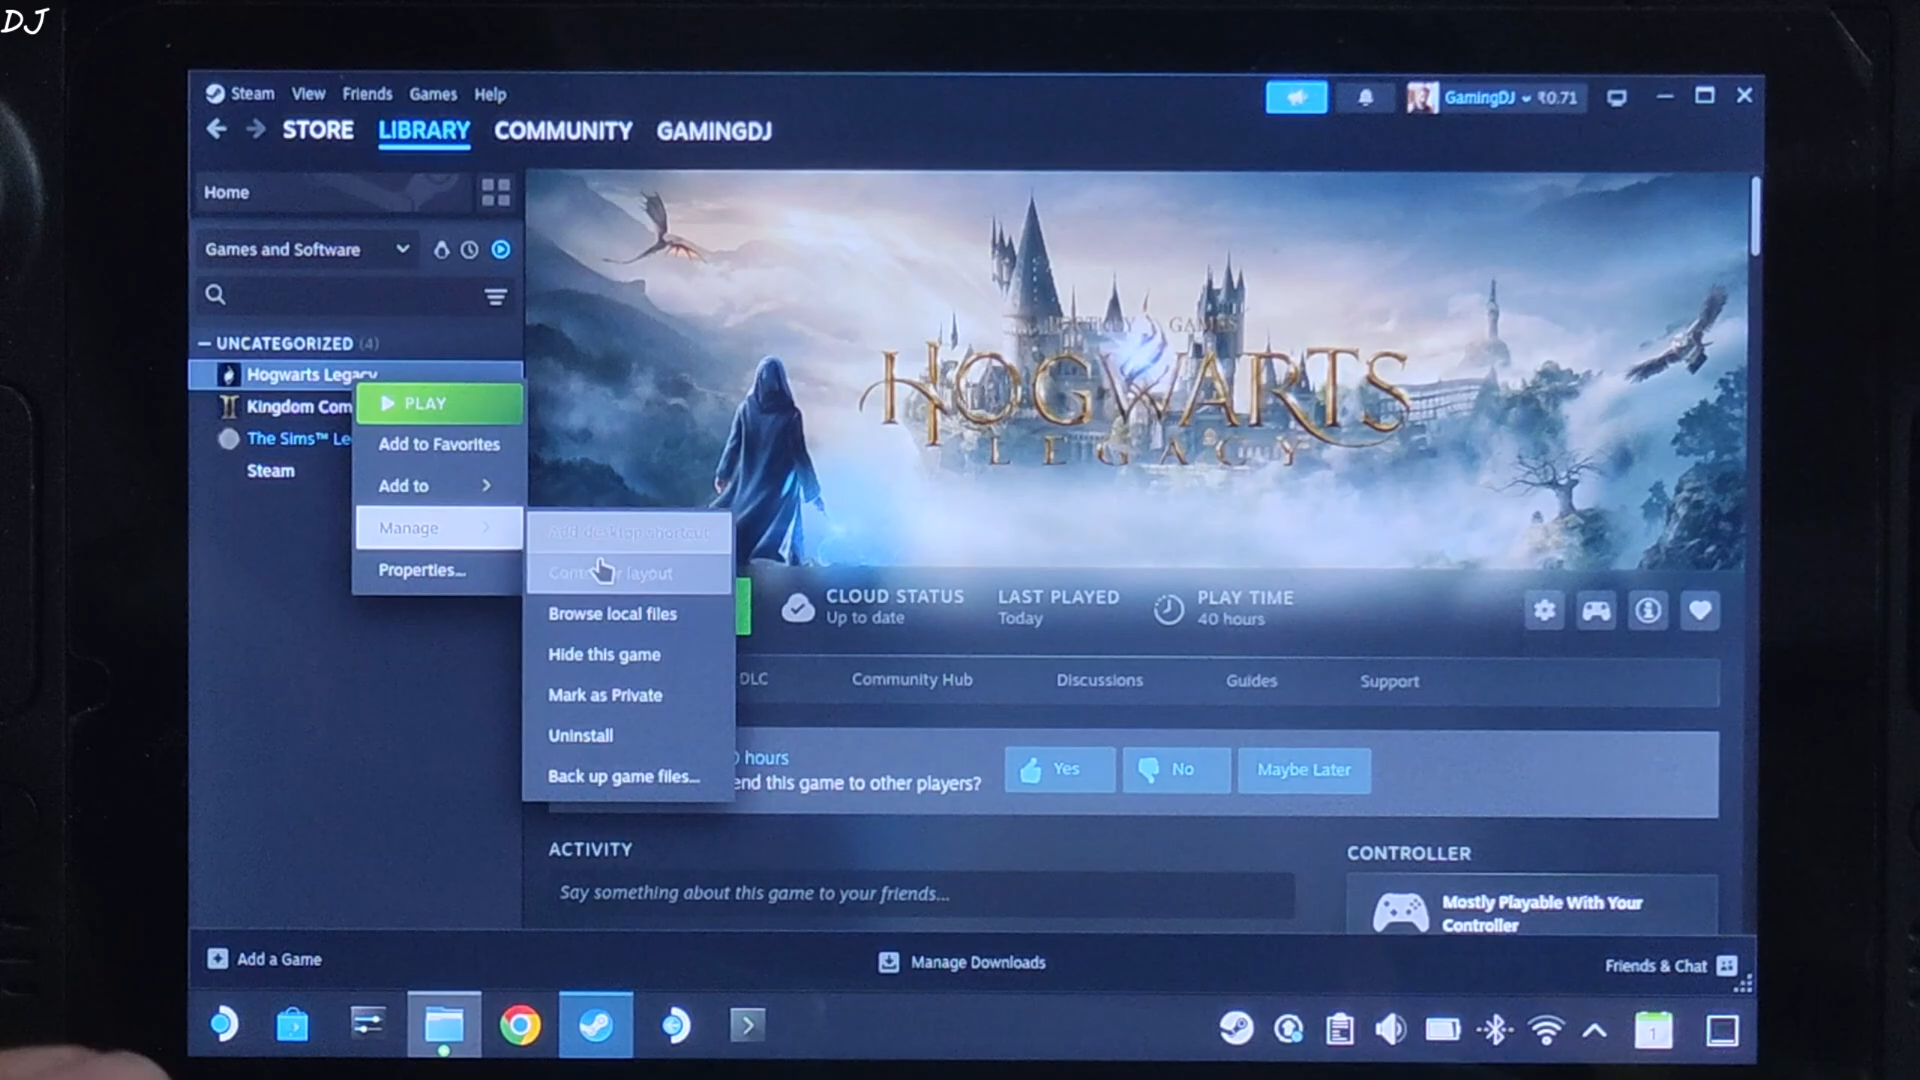 DJ
Steam View Friends Games Help
GamingDJ ₹0.71
STORE LIBRARY COMMUNITY GAMINGDJ
Home
Games and Software
UNCATEGORIZED (4)
Hogwarts Legacy
Kingdom Com
The Sims™ Le
Steam
PLAY
Add to Favorites
Add to
Manage
Properties...
Add desktop shortcut
layout
Browse local files
Hide this game
Mark as Private
Uninstall
Back up game files...
GAMES
HOGWARTS
LEGACY
CLOUD STATUS
Up to date
LAST PLAYED
Today
PLAY TIME
40 hours
DLC Community Hub Discussions Guides Support
hours
end this game to other players?
Yes No Maybe Later
ACTIVITY
Say something about this game to your friends...
CONTROLLER
Mostly Playable With Your
Controller
Add a Game
Manage Downloads
Friends & Chat
1